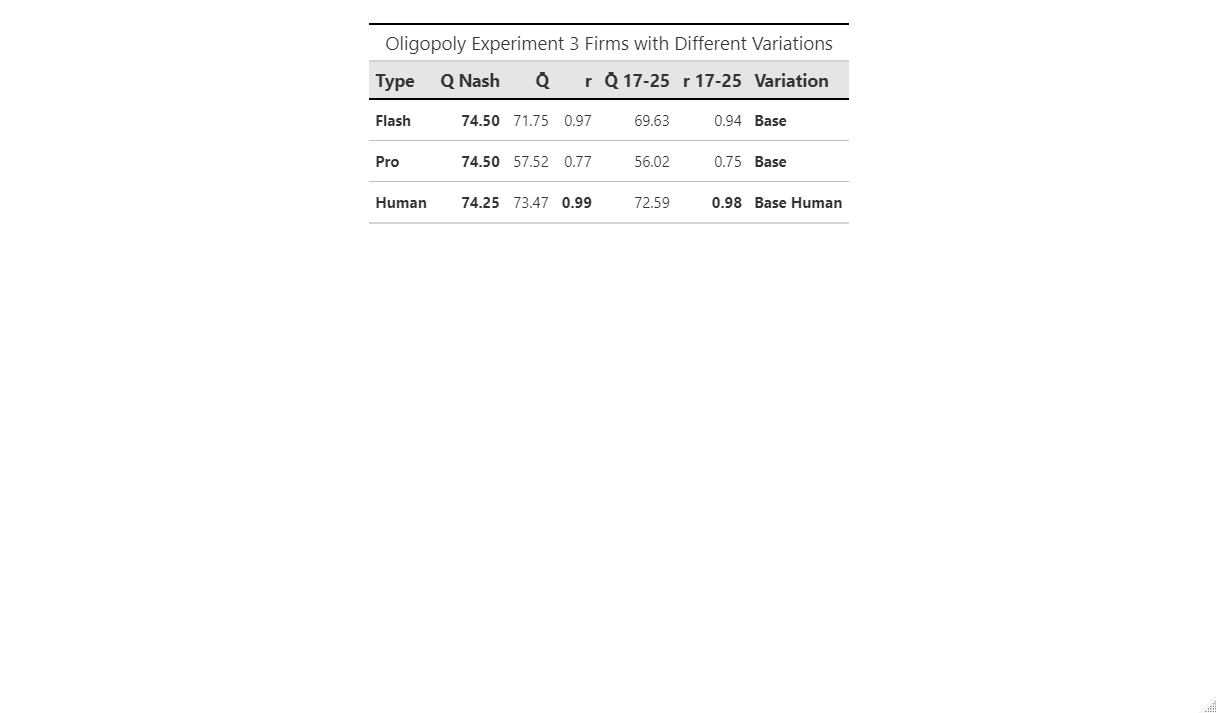 Oligopoly Experiment 3 Firms with Different Variations
Type Q Nash Q̄ r Q̄ 17-25 r 17-25 Variation
Flash 74.50 71.75 0.97 69.63 0.94 Base
Pro 74.50 57.52 0.77 56.02 0.75 Base
Human 74.25 73.47 0.99 72.59 0.98 Base Human